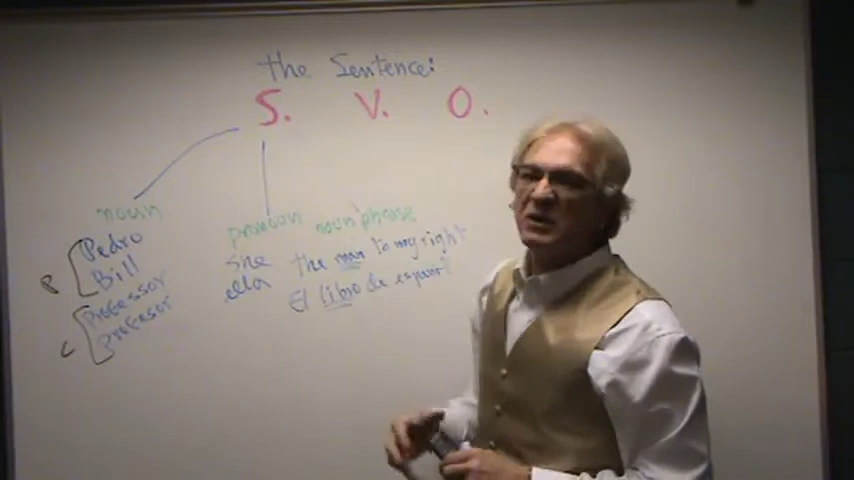 the Sentence:
S. V. O.
noun
pronoun noun phrase
P Pedro
Bill
C Professor
Profesor
she the man to my right
ella El libro de español